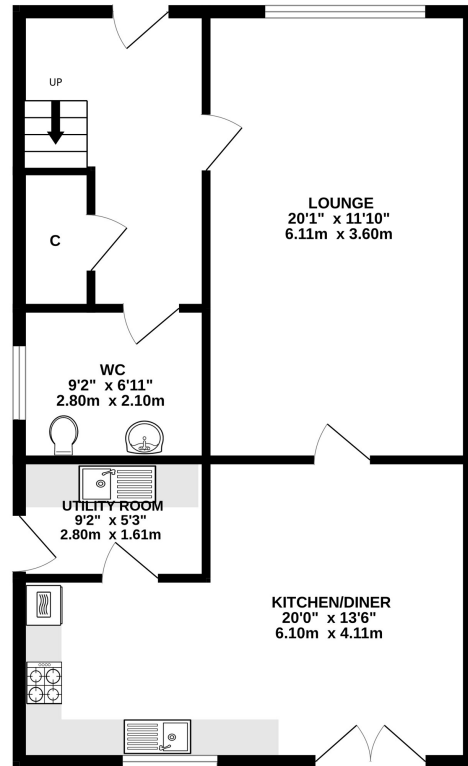 UP
LOUNGE
20'1" x 11'10"
6.11m x 3.60m
C
WC
9'2" x 6'11"
2.80m x 2.10m
UTILITY ROOM
9'2" x 5'3"
2.80m x 1.61m
KITCHEN/DINER
20'0" x 13'6"
6.10m x 4.11m